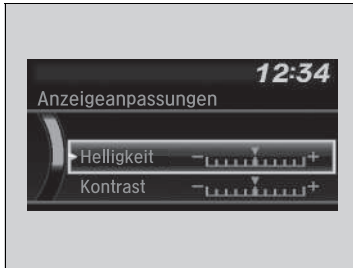 12:34
Anzeigeanpassungen
Helligkeit - +
Kontrast - +